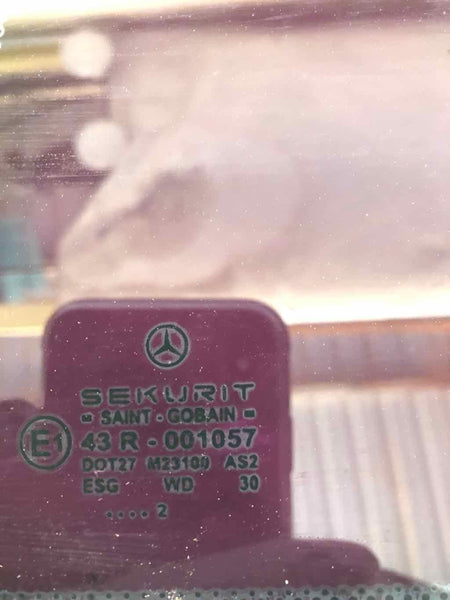 SEKURIT
= SAINT - GOBAIN =
E1
43 R - 001057
DOT27 M23100 AS2
ESG WD 30
.... 2